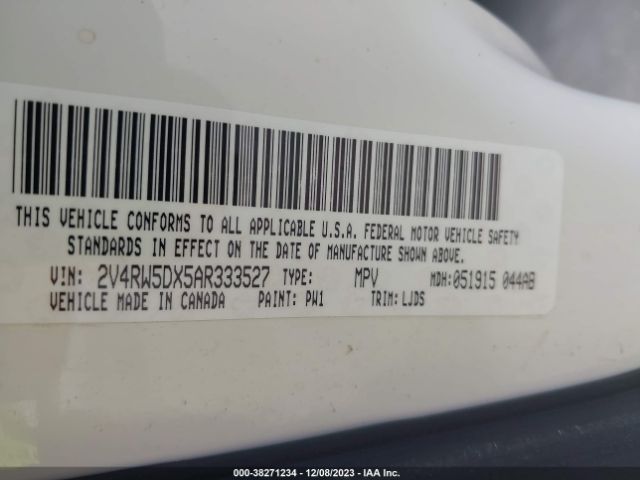 THIS VEHICLE CONFORMS TO ALL APPLICABLE U.S.A. FEDERAL MOTOR VEHICLE SAFETY
STANDARDS IN EFFECT ON THE DATE OF MANUFACTURE SHOWN ABOVE.
VIN: 2V4RW5DX5AR333527 TYPE: MPV MDH:051915 044AB
VEHICLE MADE IN CANADA PAINT: PW1 TRIM:LJDS
000-38271234 - 12/08/2023 - IAA Inc.